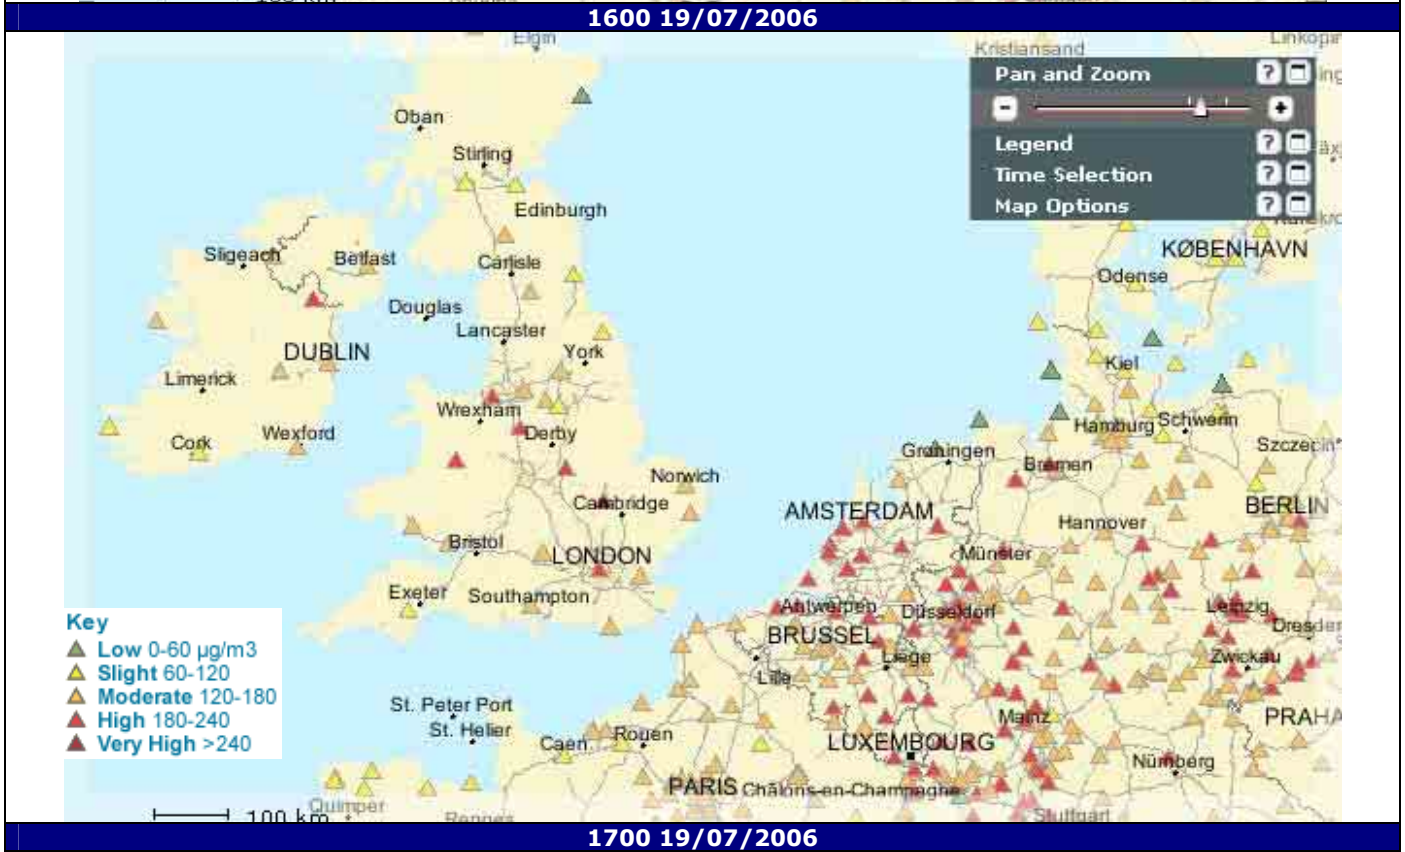 1600 19/07/2006
Elgin
Kristiansand
Pan and Zoom ?
- +
Legend ?
Time Selection ?
Map Options ?
Oban
Stirling
Edinburgh
KØBENHAVN
Sligeach
Belfast
Carlisle
Odense
Douglas
Lancaster
York
DUBLIN
Kiel
Limerick
Wrexham
Derby
Hamburg
Schwerin
Cork
Wexford
Groningen
Bremen
Szczecin
Norwich
Cambridge
AMSTERDAM
BERLIN
Hannover
Bristol
LONDON
Münster
Exeter
Southampton
Antwerpen
Düsseldorf
Leipzig
Key
Low 0-60 µg/m3
Slight 60-120
Moderate 120-180
High 180-240
Very High >240
BRUSSEL
Dresden
Liege
Zwickau
Lille
St. Peter Port
St. Helier
Mainz
PRAHA
Caen
Rouen
LUXEMBOURG
Nürnberg
PARIS
Châlons-en-Champagne
Quimper
100 km
Rennes
Stuttgart
1700 19/07/2006